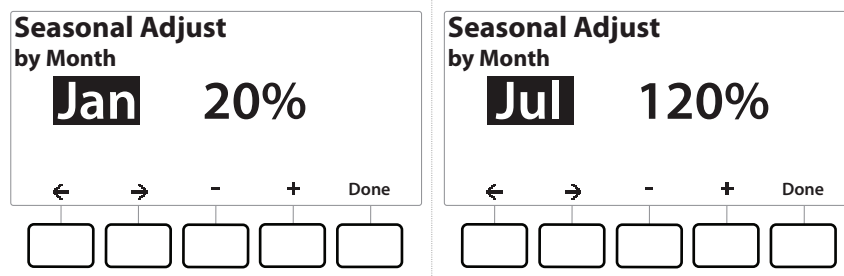 Seasonal Adjust
by Month
Jan 20%
← → - + Done
Seasonal Adjust
by Month
Jul 120%
← → - + Done